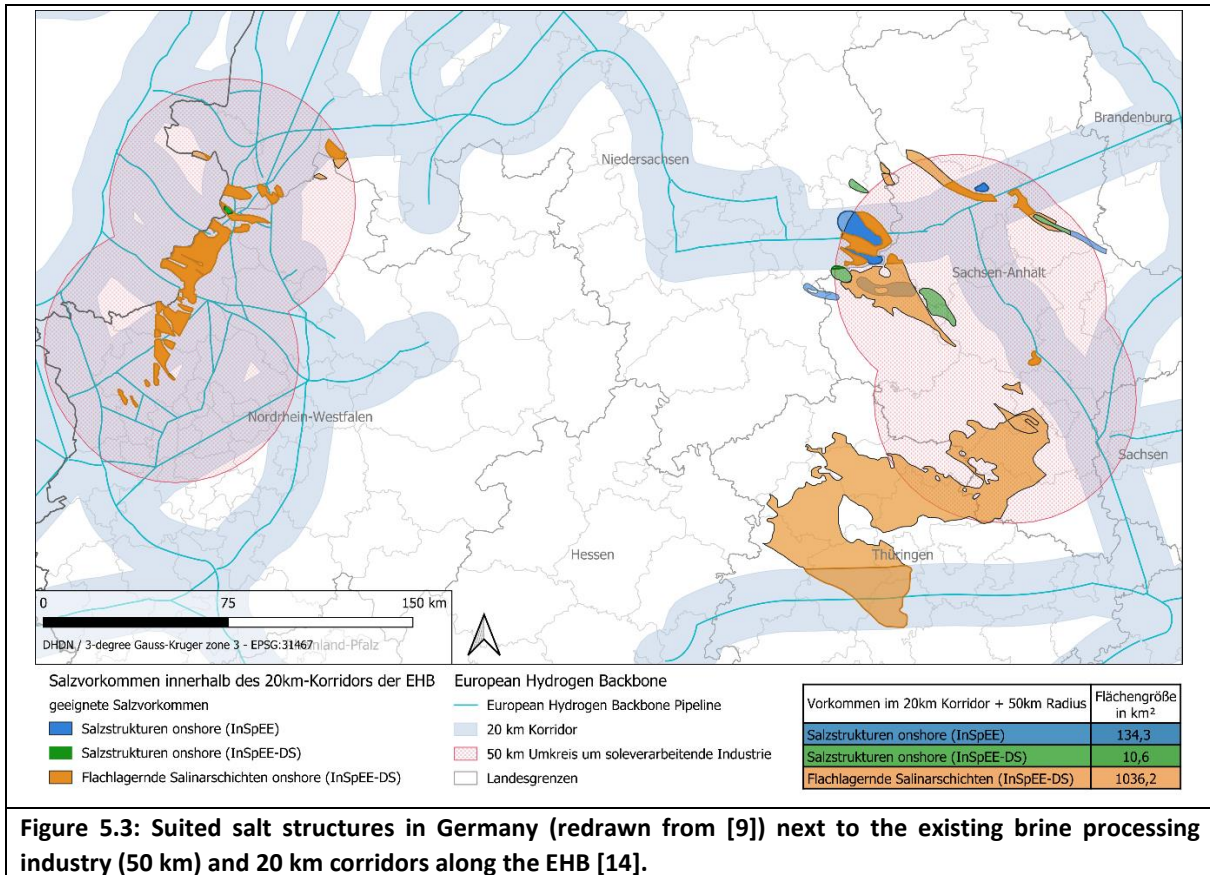 Brandenburg
Niedersachsen
Sachsen-Anhalt
Nordrhein-Westfalen
Sachsen
Hessen
Thüringen
0 75 150 km
DHDN / 3-degree Gauss-Kruger zone 3 - EPSG:31467
Salzvorkommen innerhalb des 20km-Korridors der EHB
geeignete Salzvorkommen
Salzstrukturen onshore (InSpEE)
Salzstrukturen onshore (InSpEE-DS)
Flachlagernde Salinarschichten onshore (InSpEE-DS)
European Hydrogen Backbone
European Hydrogen Backbone Pipeline
20 km Korridor
50 km Umkreis um soleverarbeitende Industrie
Landesgrenzen
Vorkommen im 20km Korridor + 50km Radius Flächengröße
in km²
Salzstrukturen onshore (InSpEE) 134,3
Salzstrukturen onshore (InSpEE-DS) 10,6
Flachlagernde Salinarschichten (InSpEE-DS) 1036,2
Figure 5.3: Suited salt structures in Germany (redrawn from [9]) next to the existing brine processing
industry (50 km) and 20 km corridors along the EHB [14].